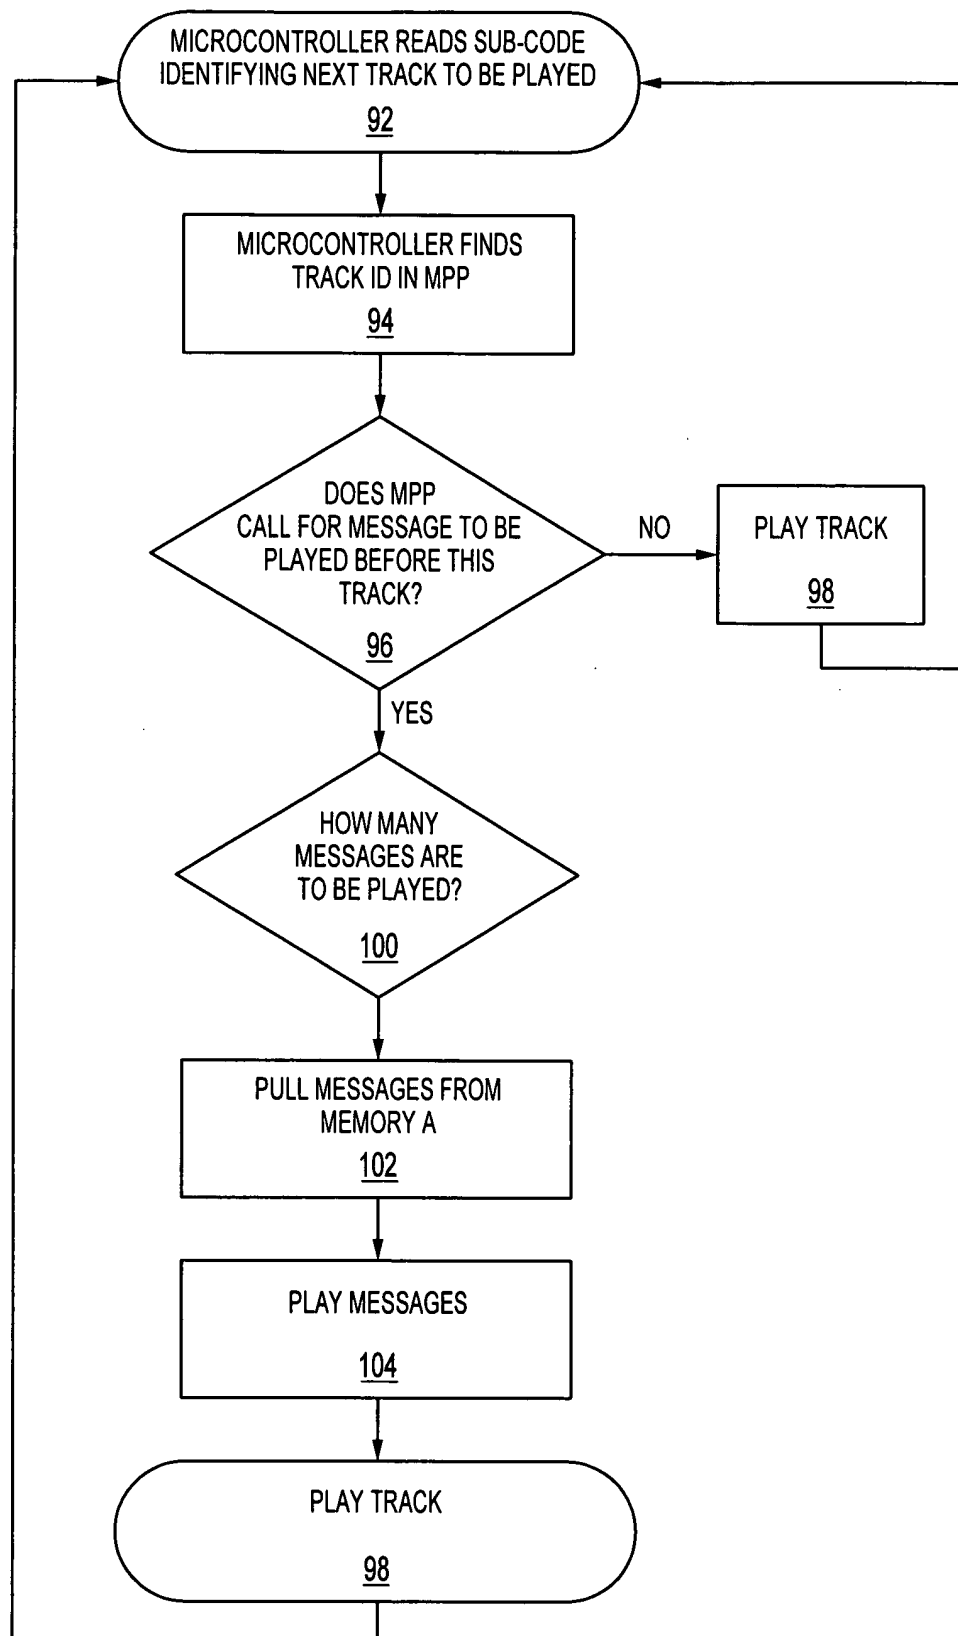 MICROCONTROLLER READS SUB-CODE
IDENTIFYING NEXT TRACK TO BE PLAYED
92
MICROCONTROLLER FINDS
TRACK ID IN MPP
94
DOES MPP
CALL FOR MESSAGE TO BE
PLAYED BEFORE THIS
TRACK?
96
NO
PLAY TRACK
98
YES
HOW MANY
MESSAGES ARE
TO BE PLAYED?
100
PULL MESSAGES FROM
MEMORY A
102
PLAY MESSAGES
104
PLAY TRACK
98